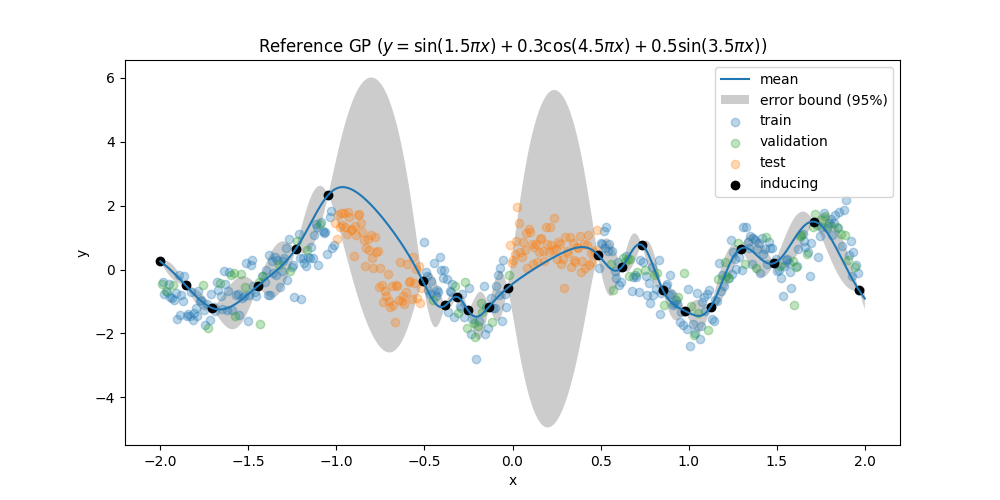 Reference GP (y = sin(1.5πx) + 0.3cos(4.5πx) + 0.5sin(3.5πx))
mean
error bound (95%)
train
validation
test
inducing
6
4
2
0
−2
−4
y
−2.0 −1.5 −1.0 −0.5 0.0 0.5 1.0 1.5 2.0
x